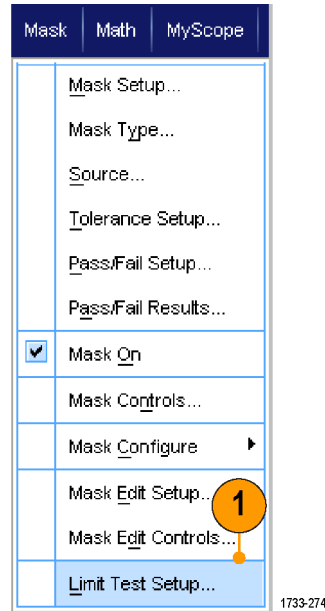 Mask Math MyScope
Mask Setup...
Mask Type...
Source...
Tolerance Setup...
Pass/Fail Setup...
Pass/Fail Results...
Mask On
Mask Controls...
Mask Configure
Mask Edit Setup...
1
Mask Edit Controls...
Limit Test Setup...
1733-274